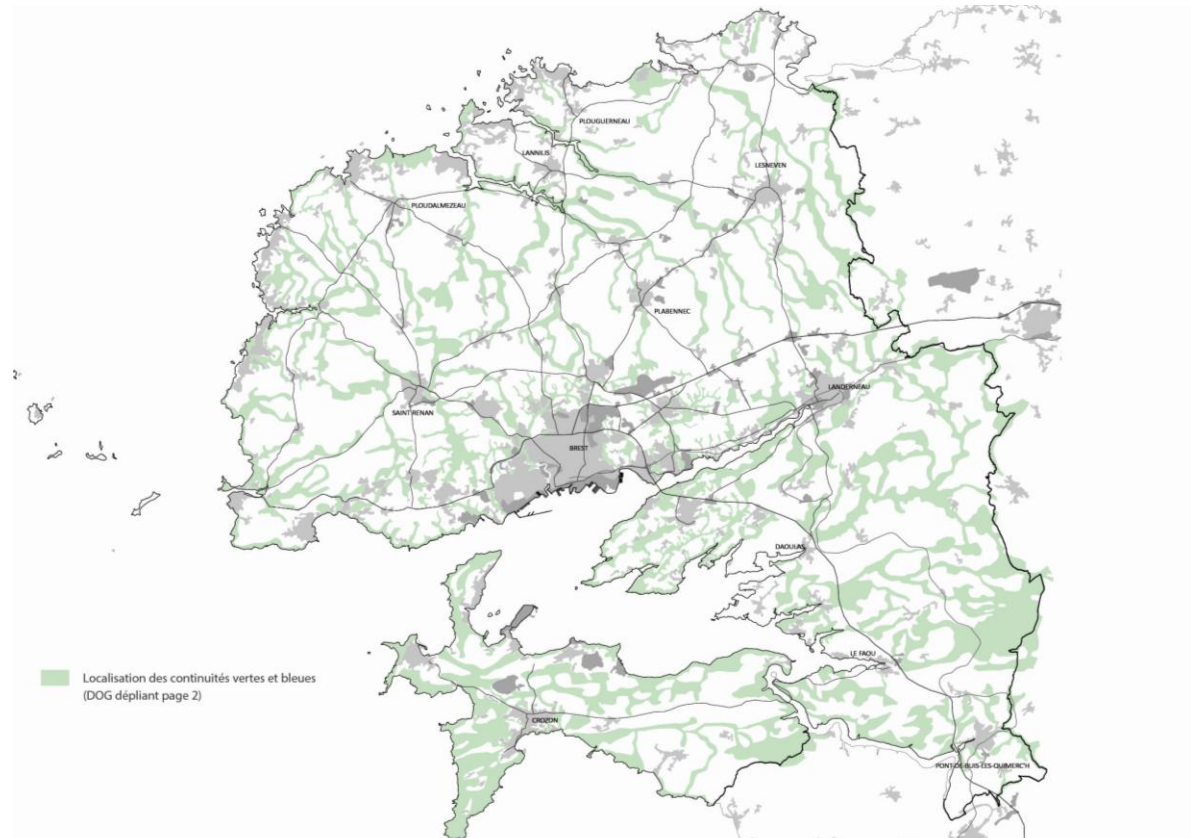 PLOUGUERNEAU
LANNILIS
LESNEVEN
PLOUDALMEZEAU
PLABENNEC
LANDERNEAU
SAINT RENAN
BREST
DAOULAS
LE FAOU
Localisation des continuités vertes et bleues
(DOG dépliant page 2)
CROZON
PONT-DE-BUIS-LES-QUIMERC'H